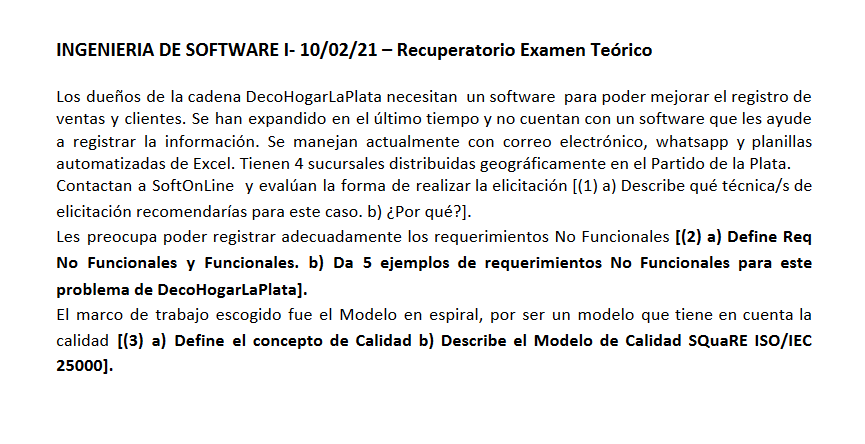 INGENIERIA DE SOFTWARE I- 10/02/21 – Recuperatorio Examen Teórico
Los dueños de la cadena DecoHogarLaPlata necesitan un software para poder mejorar el registro de
ventas y clientes. Se han expandido en el último tiempo y no cuentan con un software que les ayude
a registrar la información. Se manejan actualmente con correo electrónico, whatsapp y planillas
automatizadas de Excel. Tienen 4 sucursales distribuidas geográficamente en el Partido de la Plata.
Contactan a SoftOnLine y evalúan la forma de realizar la elicitación [(1) a) Describe qué técnica/s de
elicitación recomendarías para este caso. b) ¿Por qué?].
Les preocupa poder registrar adecuadamente los requerimientos No Funcionales [(2) a) Define Req
No Funcionales y Funcionales. b) Da 5 ejemplos de requerimientos No Funcionales para este
problema de DecoHogarLaPlata].
El marco de trabajo escogido fue el Modelo en espiral, por ser un modelo que tiene en cuenta la
calidad [(3) a) Define el concepto de Calidad b) Describe el Modelo de Calidad SQuaRE ISO/IEC
25000].